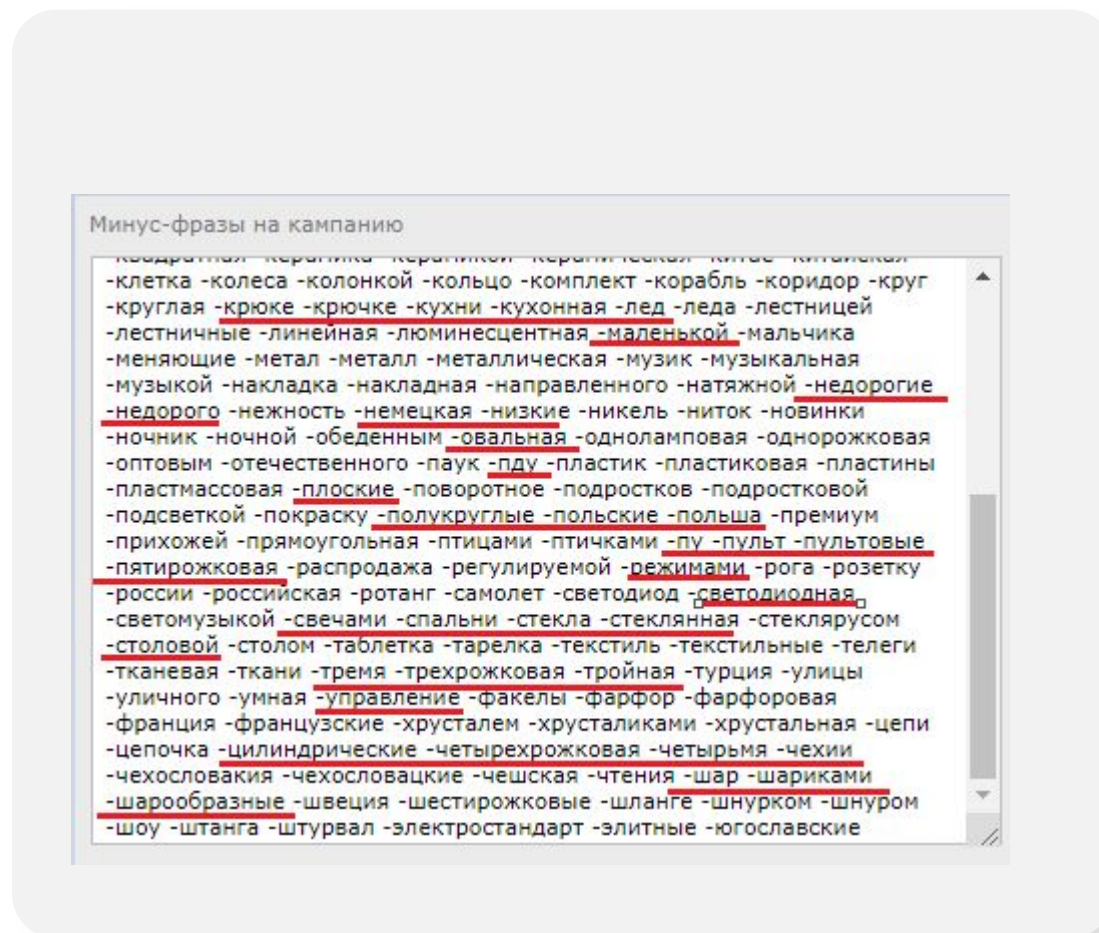 Минус-фразы на кампанию
-квадратная -керамика -керамикой -керамическая -китае -китайская
-клетка -колеса -колонкой -кольцо -комплект -корабль -коридор -круг
-круглая -крюке -крючке -кухни -кухонная -лед -леда -лестницей
-лестничные -линейная -люминесцентная -маленькой -мальчика
-меняющие -метал -металл -металлическая -музик -музыкальная
-музыкой -накладка -накладная -направленного -натяжной -недорогие
-недорого -нежность -немецкая -низкие -никель -ниток -новинки
-ночник -ночной -обеденным -овальная -одноламповая -однорожковая
-оптовым -отечественного -паук -пду -пластик -пластиковая -пластины
-пластмассовая -плоские -поворотное -подростков -подростковой
-подсветкой -покраску -полукруглые -польские -польша -премиум
-прихожей -прямоугольная -птицами -птичками -пу -пульт -пультовые
-пятирожковая -распродажа -регулируемой -режимами -рога -розетку
-россии -российская -ротанг -самолет -светодиод -светодиодная
-светомузыкой -свечами -спальни -стекла -стеклянная -стеклярусом
-столовой -столом -таблетка -тарелка -текстиль -текстильные -телеги
-тканевая -ткани -тремя -трехрожковая -тройная -турция -улицы
-уличного -умная -управление -факелы -фарфор -фарфоровая
-франция -французские -хрусталем -хрусталиками -хрустальная -цепи
-цепочка -цилиндрические -четырехрожковая -четырьмя -чехии
-чехословакия -чехословацкие -чешская -чтения -шар -шариками
-шарообразные -швеция -шестирожковые -шланге -шнурком -шнуром
-шоу -штанга -штурвал -электростандарт -элитные -югославские